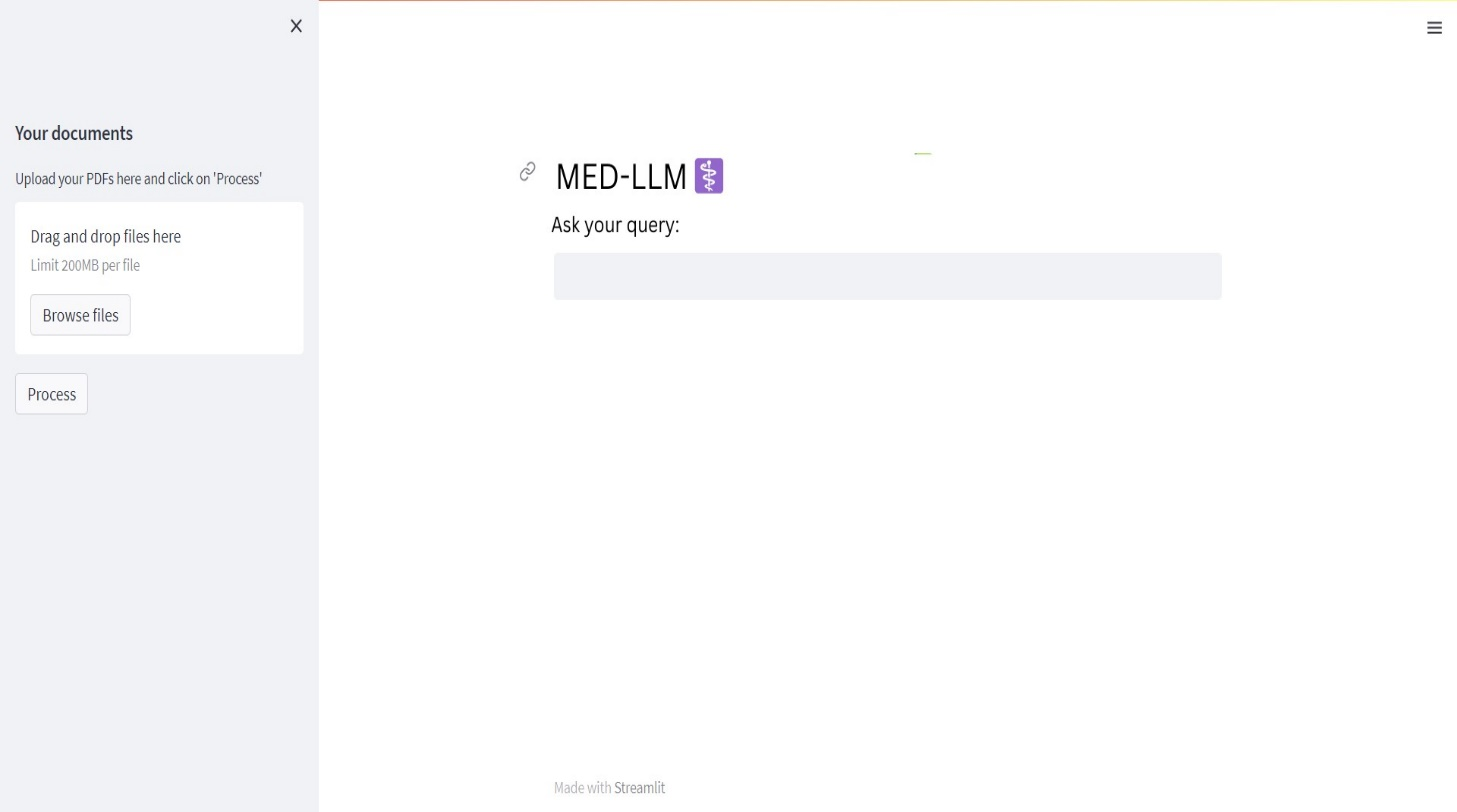 Your documents
Upload your PDFs here and click on 'Process'
Drag and drop files here
Limit 200MB per file
Browse files
Process
MED-LLM
Ask your query:
Made with Streamlit